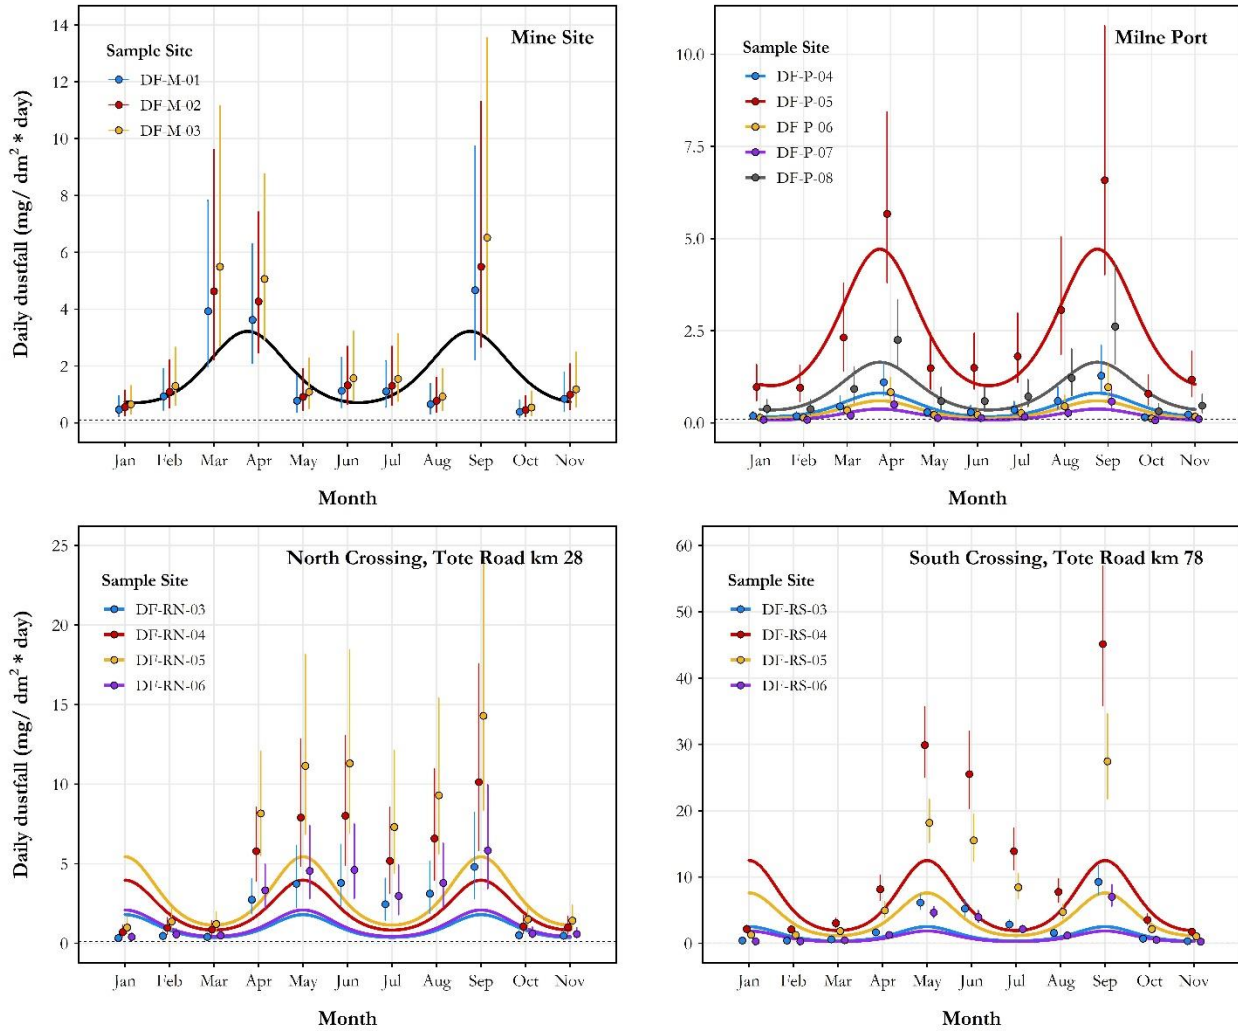 Mine Site
Daily dustfall (mg/ dm² * day)
14
12
10
8
6
4
2
0
Sample Site
DF-M-01
DF-M-02
DF-M-03
Jan Feb Mar Apr May Jun Jul Aug Sep Oct Nov
Month
Milne Port
10.0
7.5
5.0
2.5
0.0
Sample Site
DF-P-04
DF-P-05
DF-P-06
DF-P-07
DF-P-08
Jan Feb Mar Apr May Jun Jul Aug Sep Oct Nov
Month
North Crossing, Tote Road km 28
Daily dustfall (mg/ dm² * day)
25
20
15
10
5
0
Sample Site
DF-RN-03
DF-RN-04
DF-RN-05
DF-RN-06
Jan Feb Mar Apr May Jun Jul Aug Sep Oct Nov
Month
South Crossing, Tote Road km 78
60
50
40
30
20
10
0
Sample Site
DF-RS-03
DF-RS-04
DF-RS-05
DF-RS-06
Jan Feb Mar Apr May Jun Jul Aug Sep Oct Nov
Month